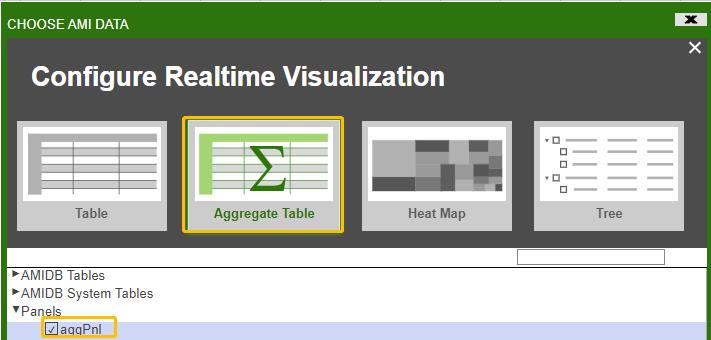 CHOOSE AMI DATA
Configure Realtime Visualization
Σ
Table
Aggregate Table
Heat Map
Tree
AMIDB Tables
AMIDB System Tables
Panels
aggPnl